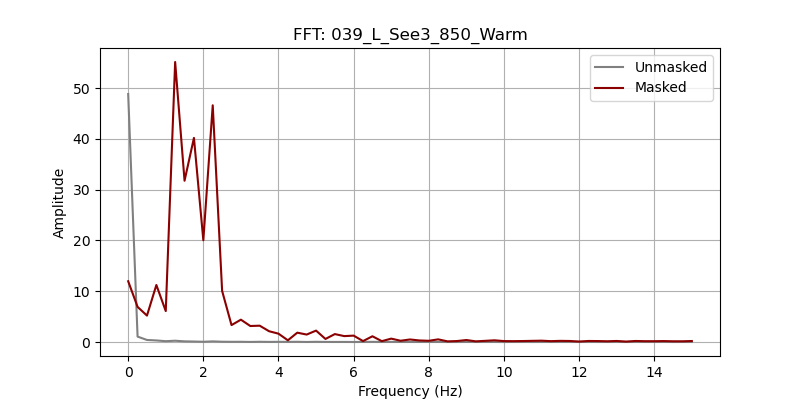 FFT: 039_L_See3_850_Warm
Unmasked
Masked
Amplitude
50
40
30
20
10
0
0 2 4 6 8 10 12 14
Frequency (Hz)